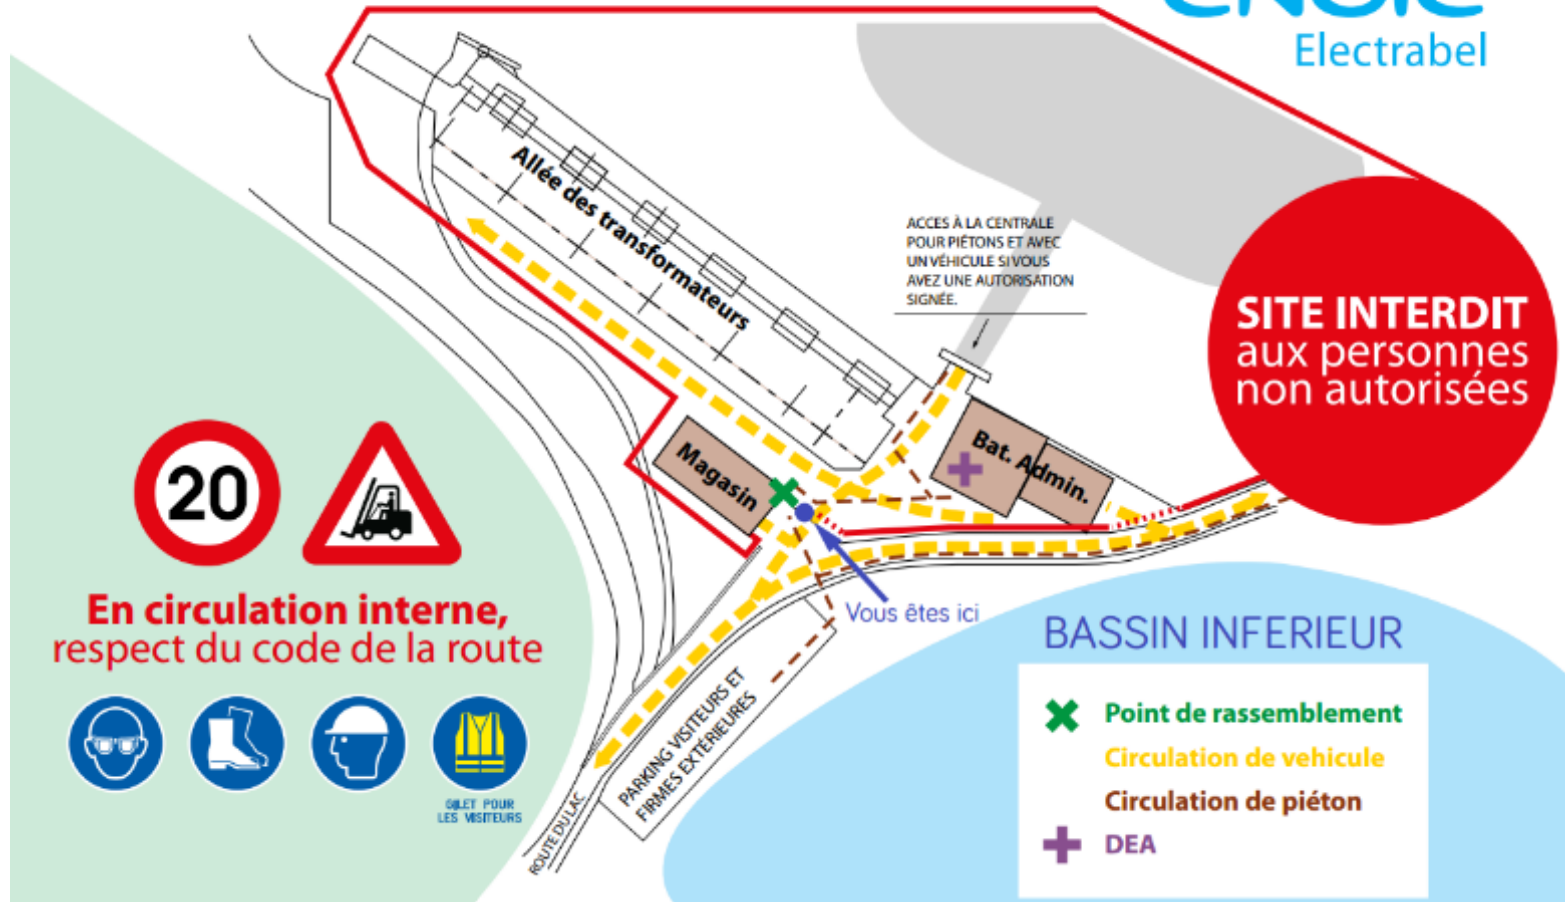 Electrabel
Allée des transformateurs
ACCES À LA CENTRALE
POUR PIÉTONS ET AVEC
UN VÉHICULE SI VOUS
AVEZ UNE AUTORISATION
SIGNÉE.
SITE INTERDIT
aux personnes
non autorisées
Magasin
Bat. Admin.
20
En circulation interne,
respect du code de la route
GILET POUR
LES VISITEURS
Vous êtes ici
PARKING VISITEURS ET
FIRMES EXTÉRIEURES
ROUTE DU LAC
BASSIN INFERIEUR
Point de rassemblement
Circulation de vehicule
Circulation de piéton
DEA